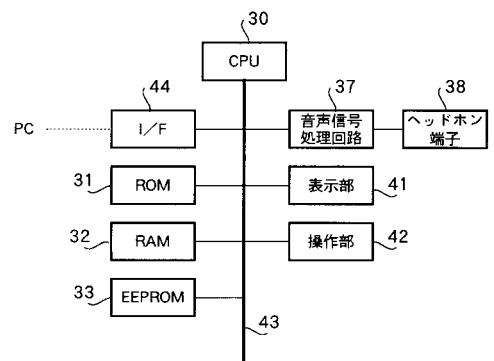 30
CPU
44
37
38
PC
I/F
音声信号
処理回路
ヘッドホン
端子
31
ROM
表示部
41
32
RAM
操作部
42
33
EEPROM
43